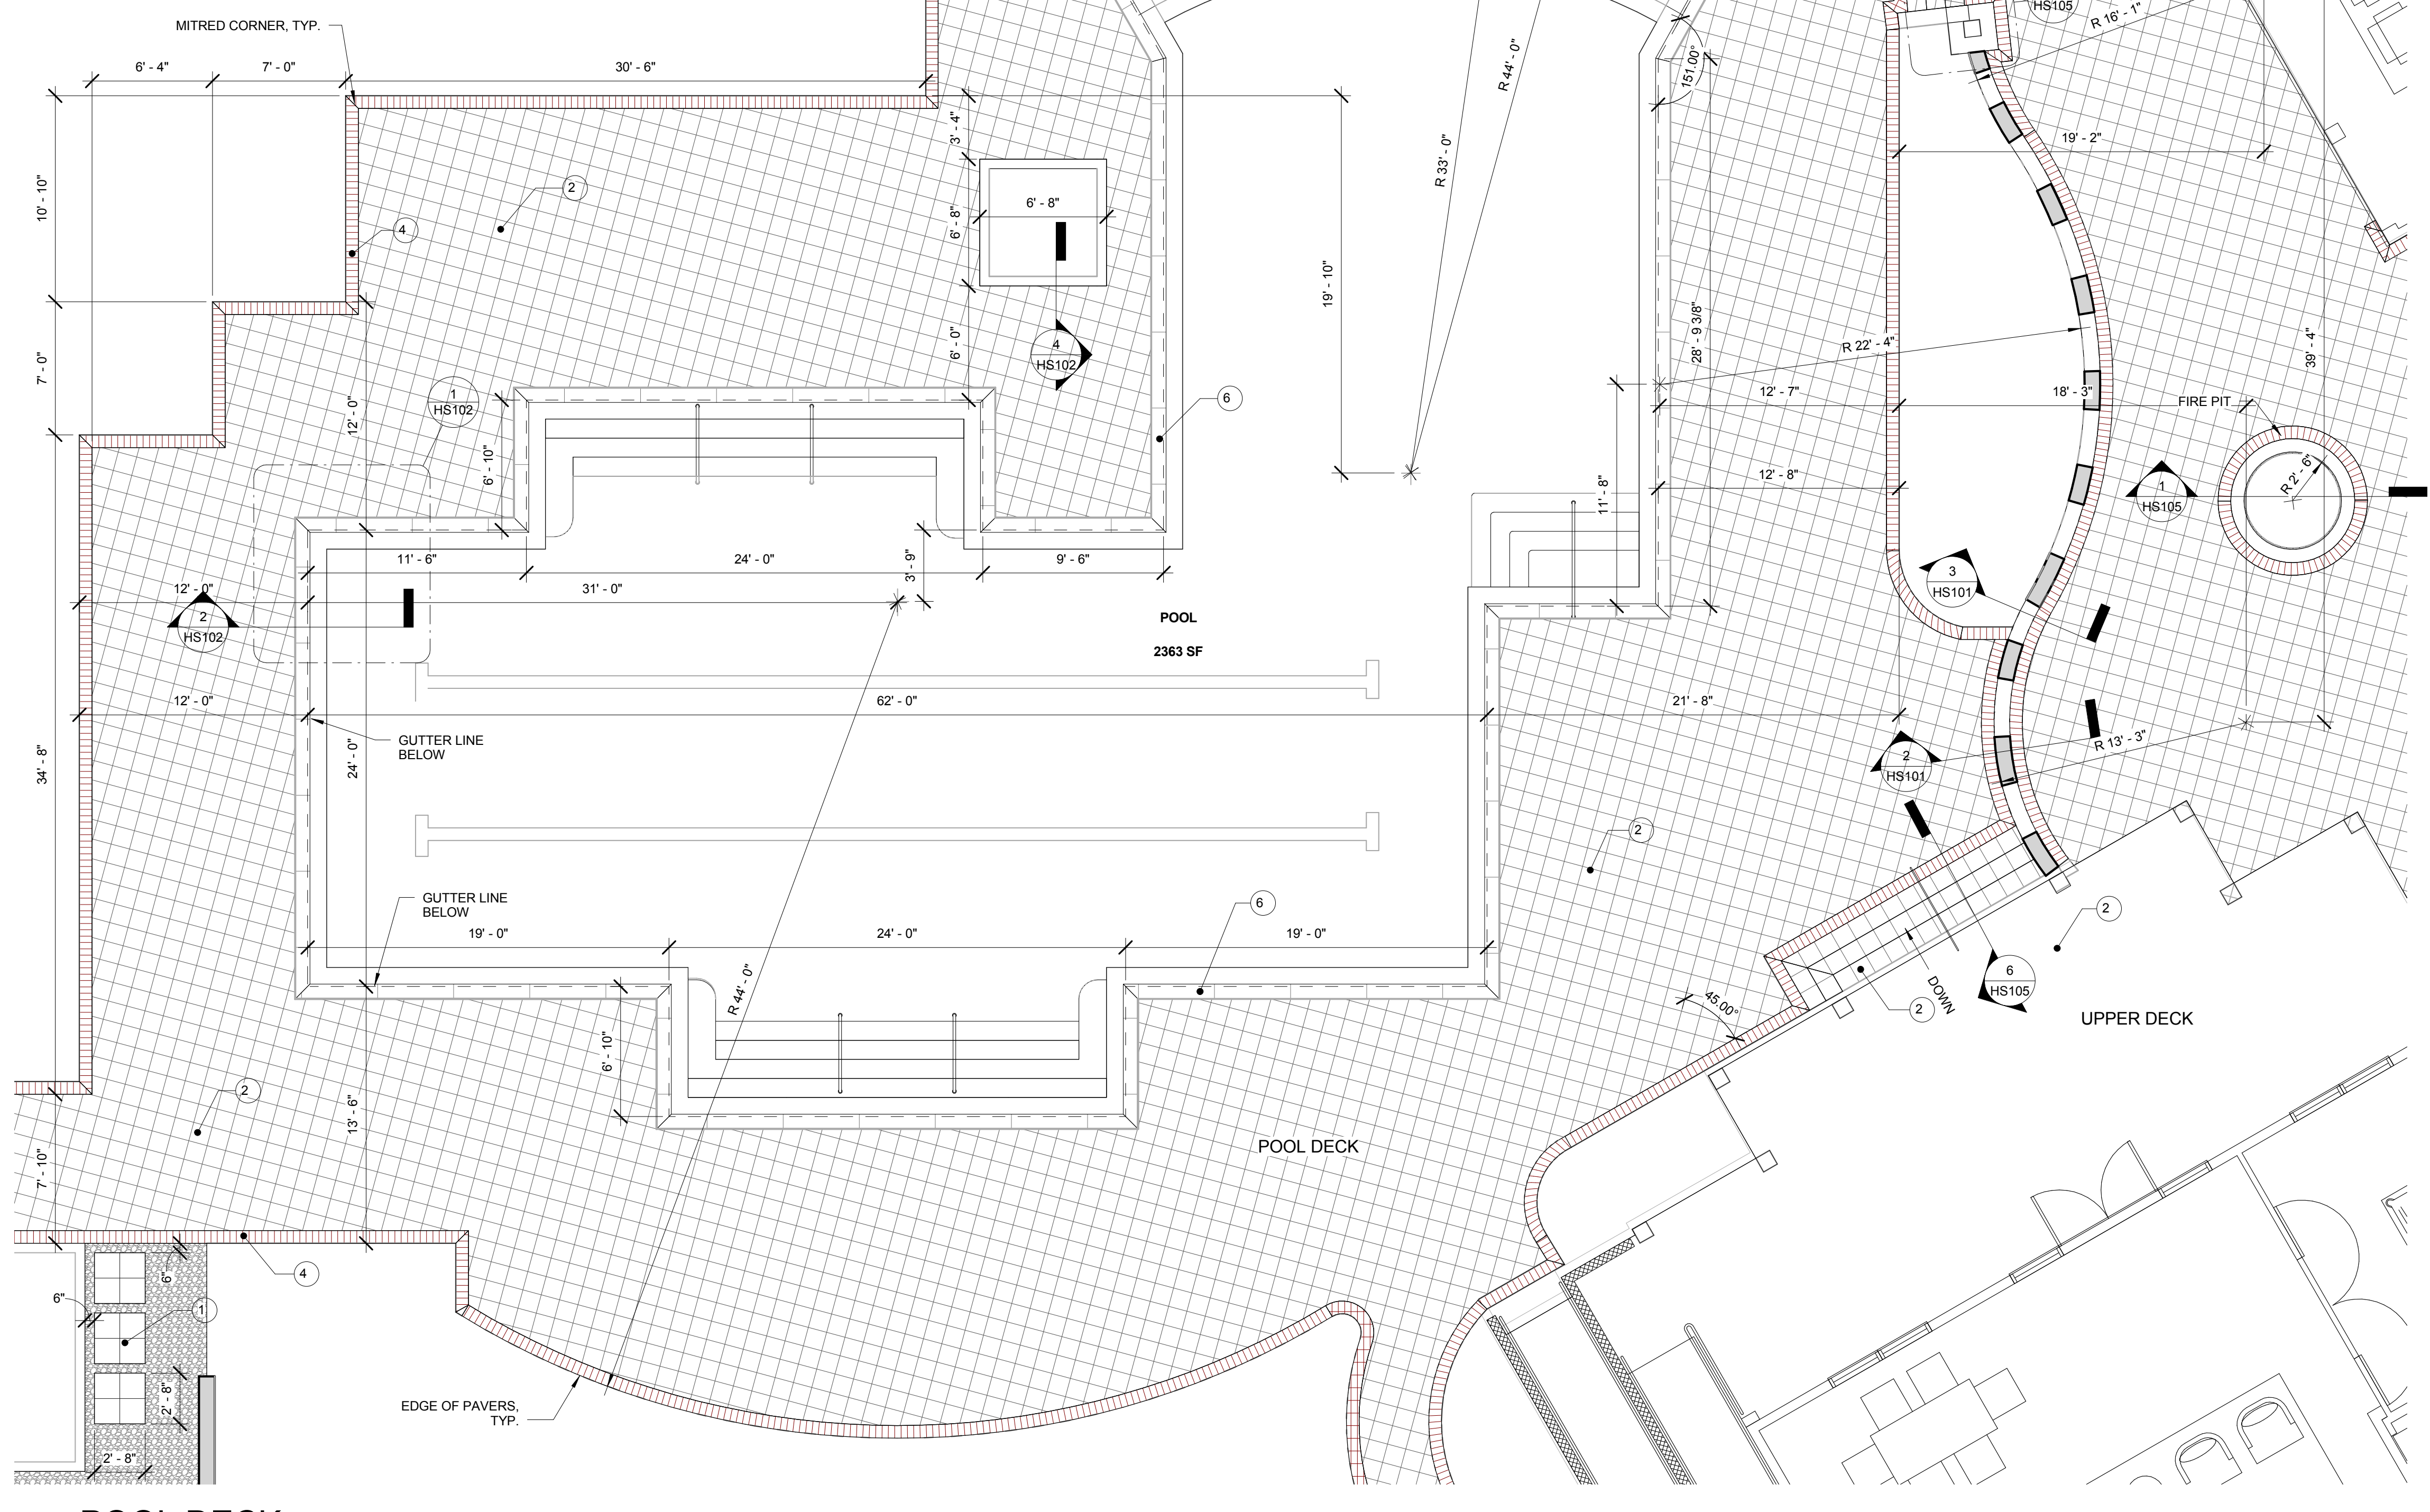 HS105
R 16' - 1"
MITRED CORNER, TYP.
6' - 4"
7' - 0"
30' - 6"
R 44' - 0"
151.00°
3' - 4"
19' - 2"
R 33' - 0"
10' - 10"
2
6' - 8"
6' - 8"
4
19' - 10"
28' - 9 3/8"
39' - 4"
6' - 0"
4
HS102
R 22' - 4"
7' - 0"
1
HS102
12' - 0"
6
12' - 7"
18' - 3"
FIRE PIT
6' - 10"
12' - 8"
11' - 8"
R 2' - 6"
1
HS105
11' - 6"
24' - 0"
3' - 9"
9' - 6"
3
HS101
12' - 0"
31' - 0"
2
HS102
POOL
2363 SF
12' - 0"
62' - 0"
21' - 8"
GUTTER LINE
BELOW
24' - 0"
34' - 8"
R 13' - 3"
2
HS101
2
GUTTER LINE
BELOW
6
2
19' - 0"
24' - 0"
19' - 0"
R 44' - 0"
6
HS105
DOWN
2
45.00°
UPPER DECK
6' - 10"
2
13' - 6"
POOL DECK
7' - 10"
4
6"
6"
1
2' - 8"
EDGE OF PAVERS,
TYP.
2' - 8"
POOL DECK